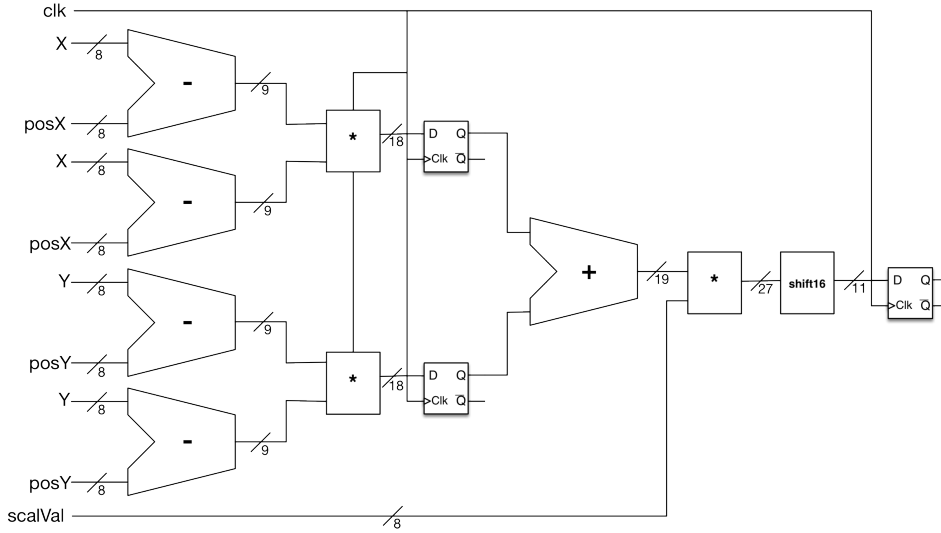 clk
X
8
-
9
posX
8
*
18
D Q
Clk Q
X
8
-
9
posX
8
+
19
*
27
shift16
11
D Q
Clk Q
Y
8
-
9
posY
8
*
18
D Q
Clk Q
Y
8
-
9
posY
8
scalVal
8